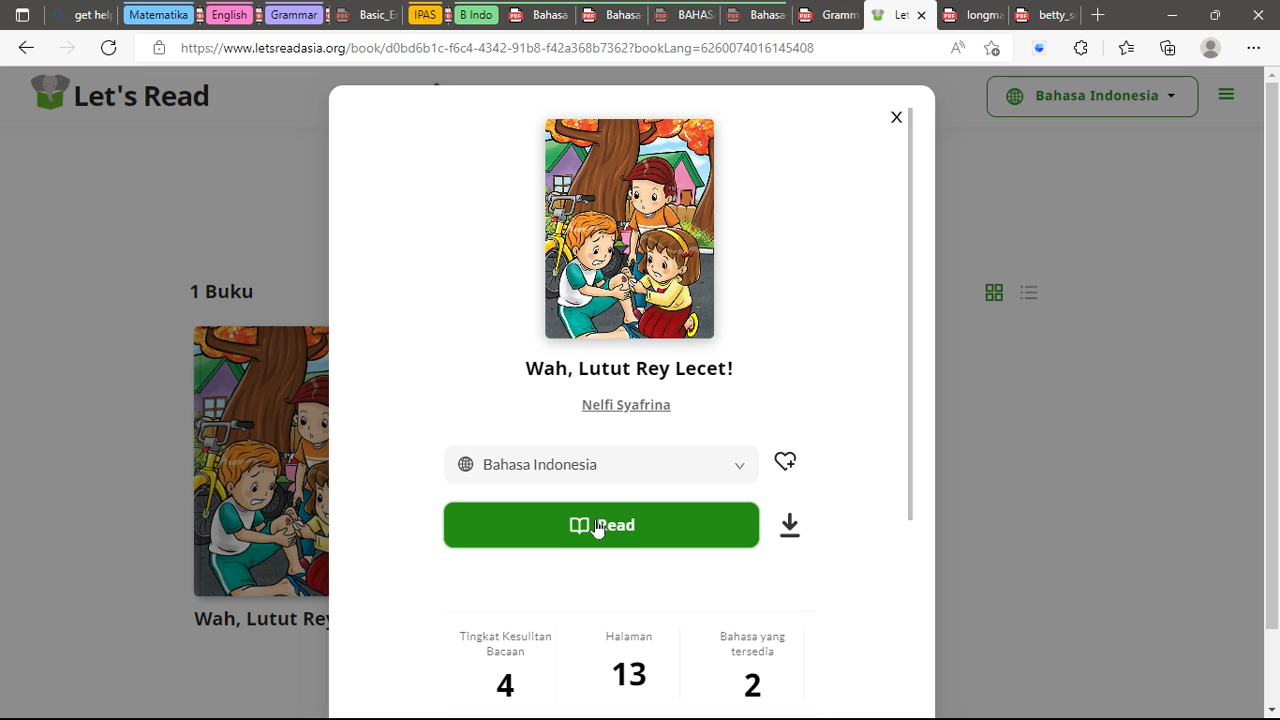 get help
Matematika
English
Grammar
Basic_E
IPAS
B Indo
Bahasa
Bahasa
BAHAS
Bahasa
Gramm
Let
longma
betty_s
https://www.letsreadasia.org/book/d0bd6b1c-f6c4-4342-91b8-f42a368b7362?bookLang=6260074016145408
Let's Read
Bahasa Indonesia
X
1 Buku
Wah, Lutut Rey Lecet!
Nelfi Syafrina
Bahasa Indonesia
Read
Wah, Lutut Rey
Tingkat Kesulitan
Bacaan
4
Halaman
13
Bahasa yang
tersedia
2